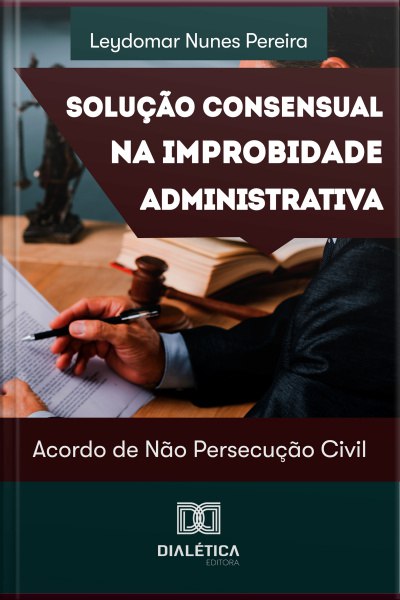 Leydomar Nunes Pereira
SOLUÇÃO CONSENSUAL
NA IMPROBIDADE
ADMINISTRATIVA
Acordo de Não Persecução Civil
DIALÉTICA
EDITORA